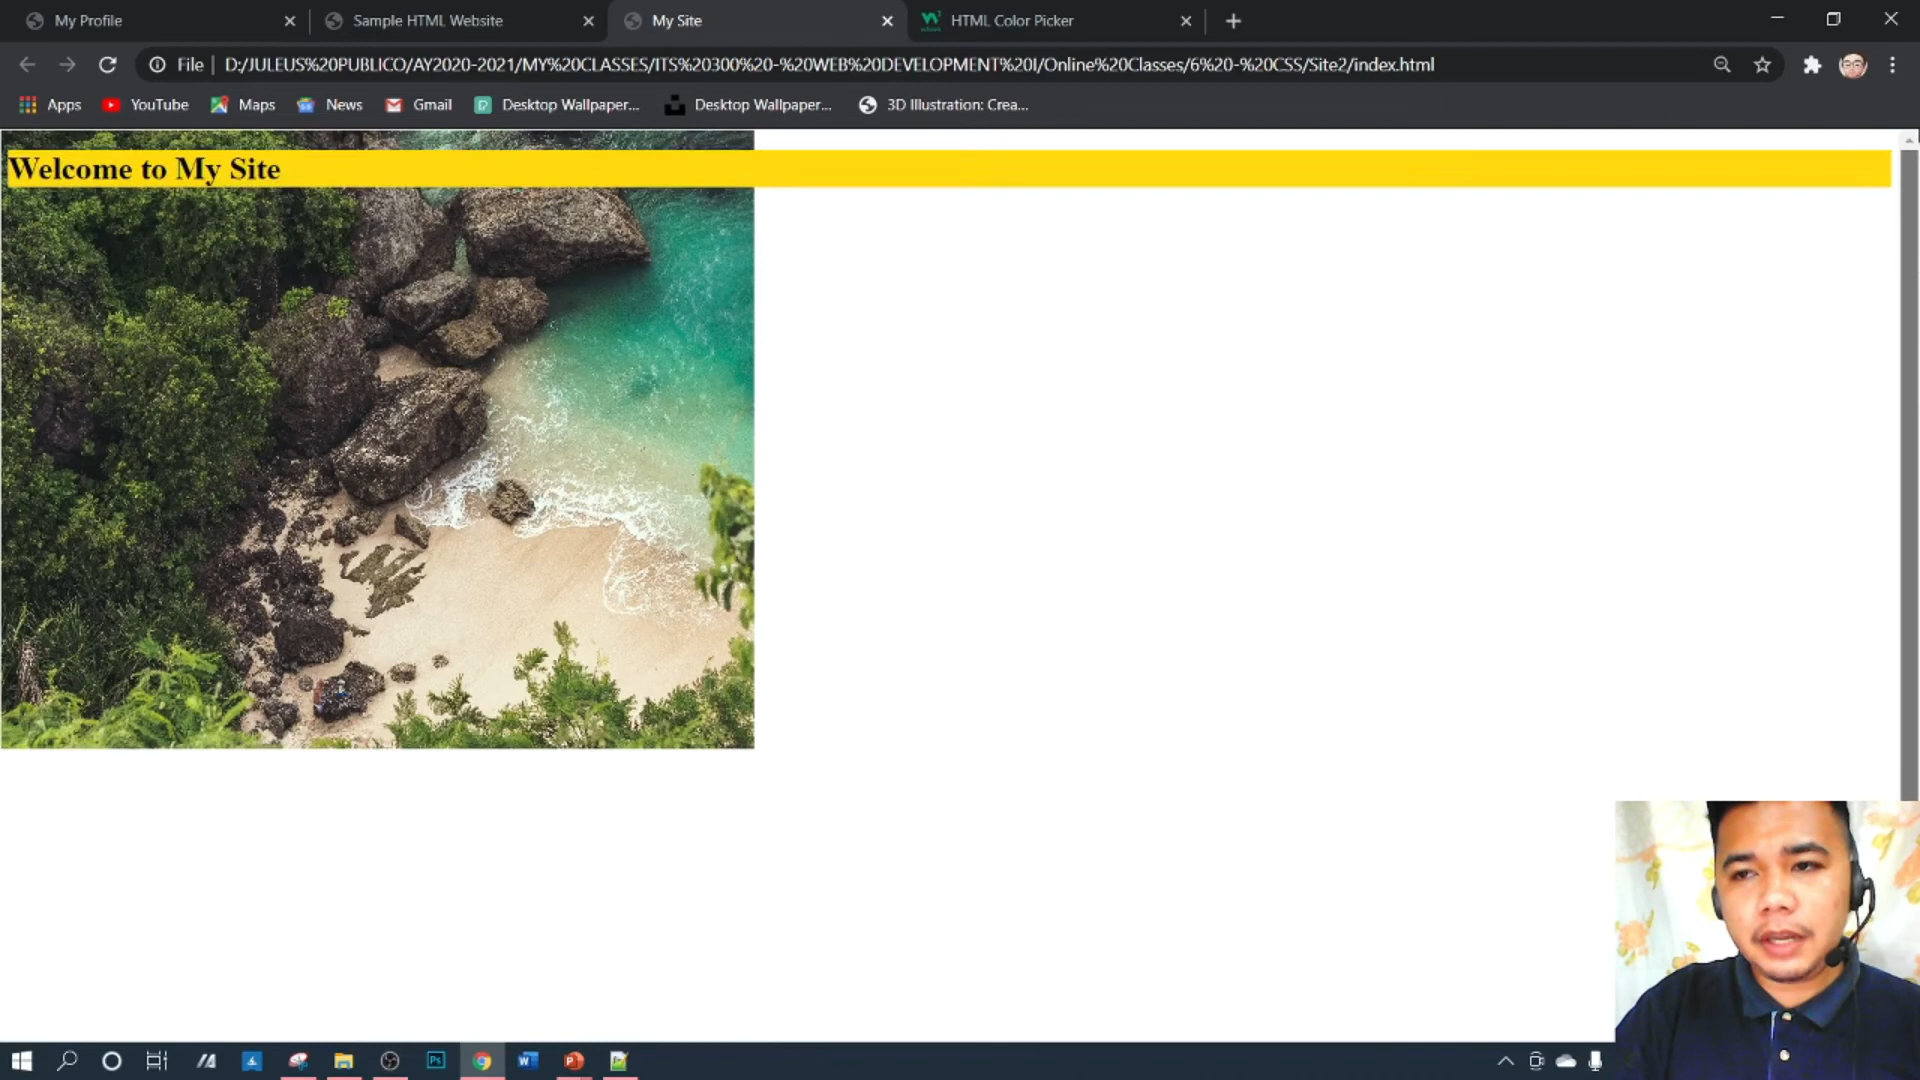 My Profile
Sample HTML Website
My Site
HTML Color Picker
File
D:/JULEUS%20PUBLICO/AY2020-2021/MY%20CLASSES/ITS%20300%20-%20WEB%20DEVELOPMENT%20I/Online%20Classes/6%20-%20CSS/Site2/index.html
Apps
YouTube
Maps
News
Gmail
Desktop Wallpaper...
Desktop Wallpaper...
3D Illustration: Crea...
Welcome to My Site
Ps
W
P